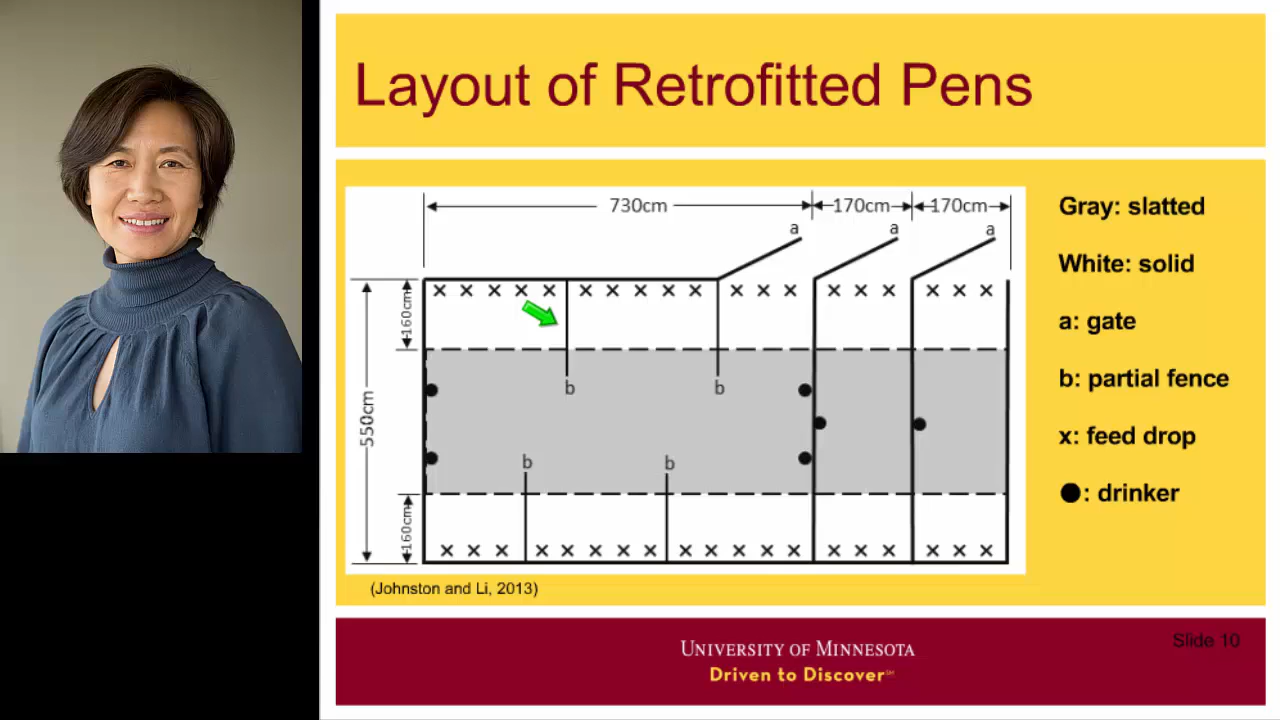 Layout of Retrofitted Pens
730cm 170cm 170cm
a a a
× × × × × × × × × × × × × × × × × × ×
160cm
b b
550cm
b b
160cm
× × × × × × × × × × × × × × × × × × ×
Gray: slatted
White: solid
a: gate
b: partial fence
x: feed drop
●: drinker
(Johnston and Li, 2013)
UNIVERSITY OF MINNESOTA
Driven to Discover℠
Slide 10